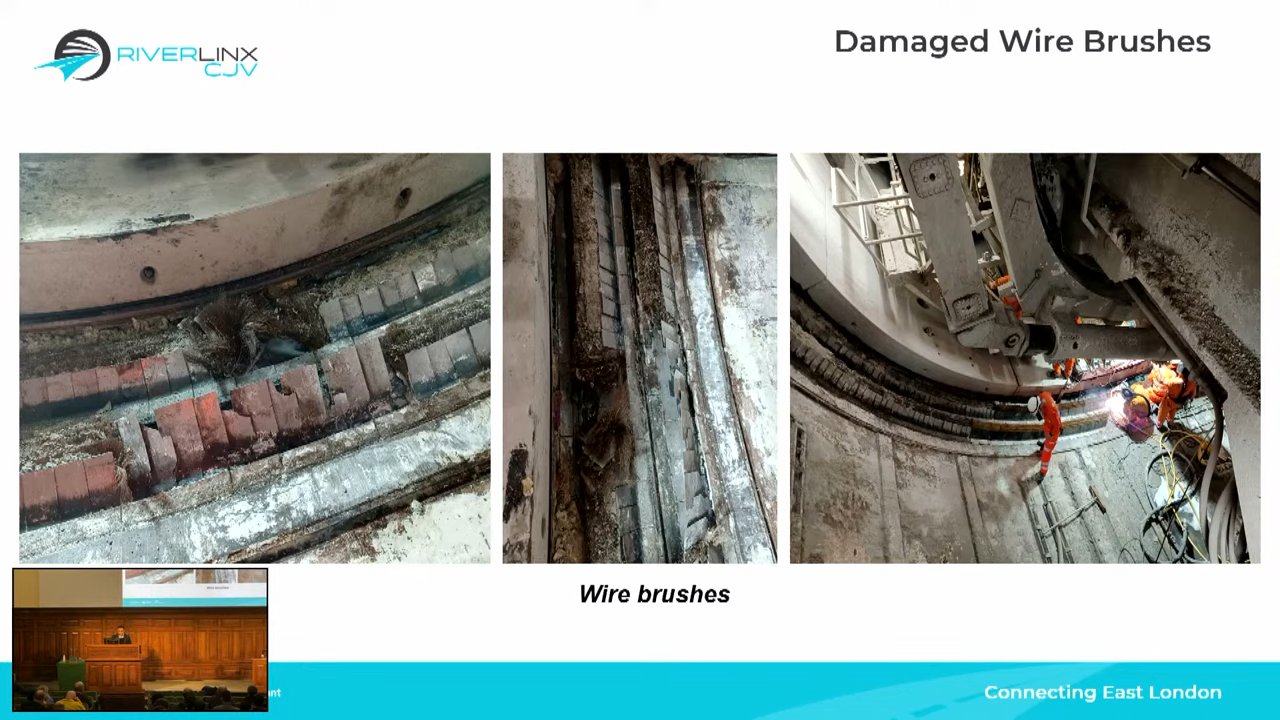 RIVERLINX
CJV
Damaged Wire Brushes
Wire brushes
Connecting East London